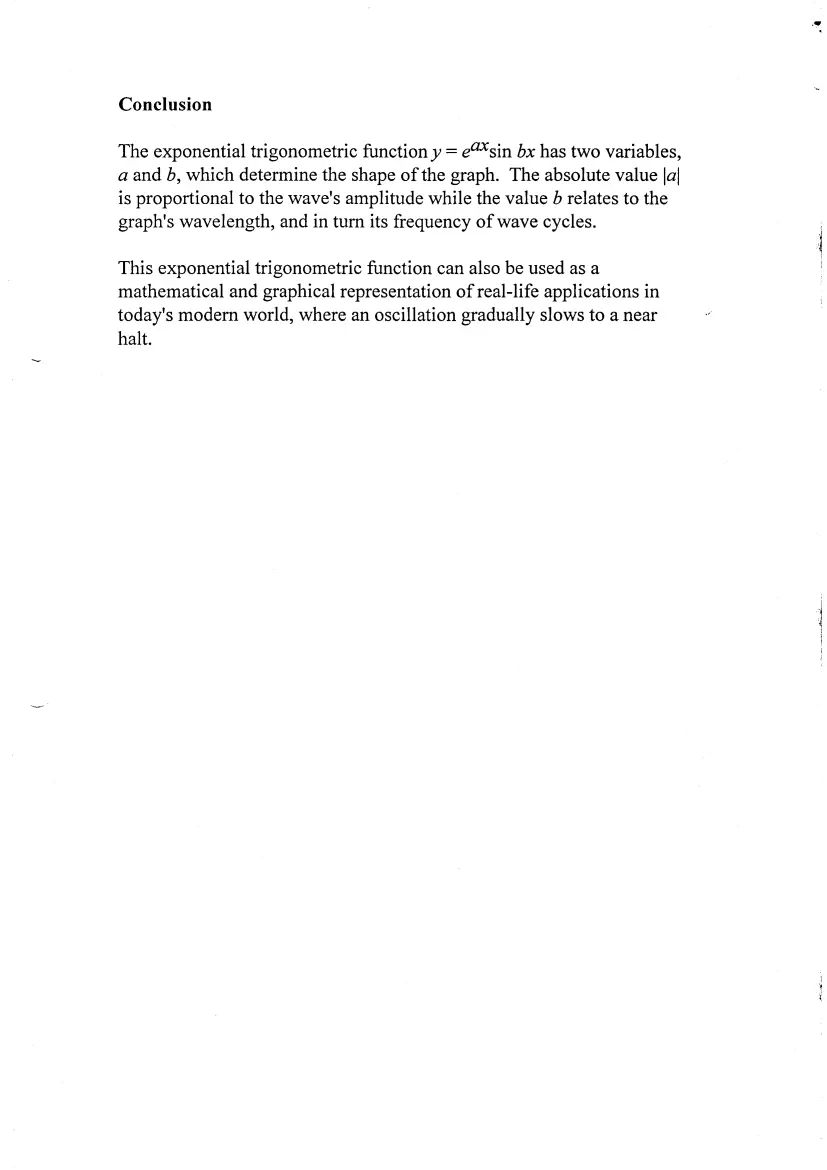 Conclusion
The exponential trigonometric function y = e^{ax}sin bx has two variables,
a and b, which determine the shape of the graph.  The absolute value |a|
is proportional to the wave's amplitude while the value b relates to the
graph's wavelength, and in turn its frequency of wave cycles.
This exponential trigonometric function can also be used as a
mathematical and graphical representation of real-life applications in
today's modern world, where an oscillation gradually slows to a near
halt.